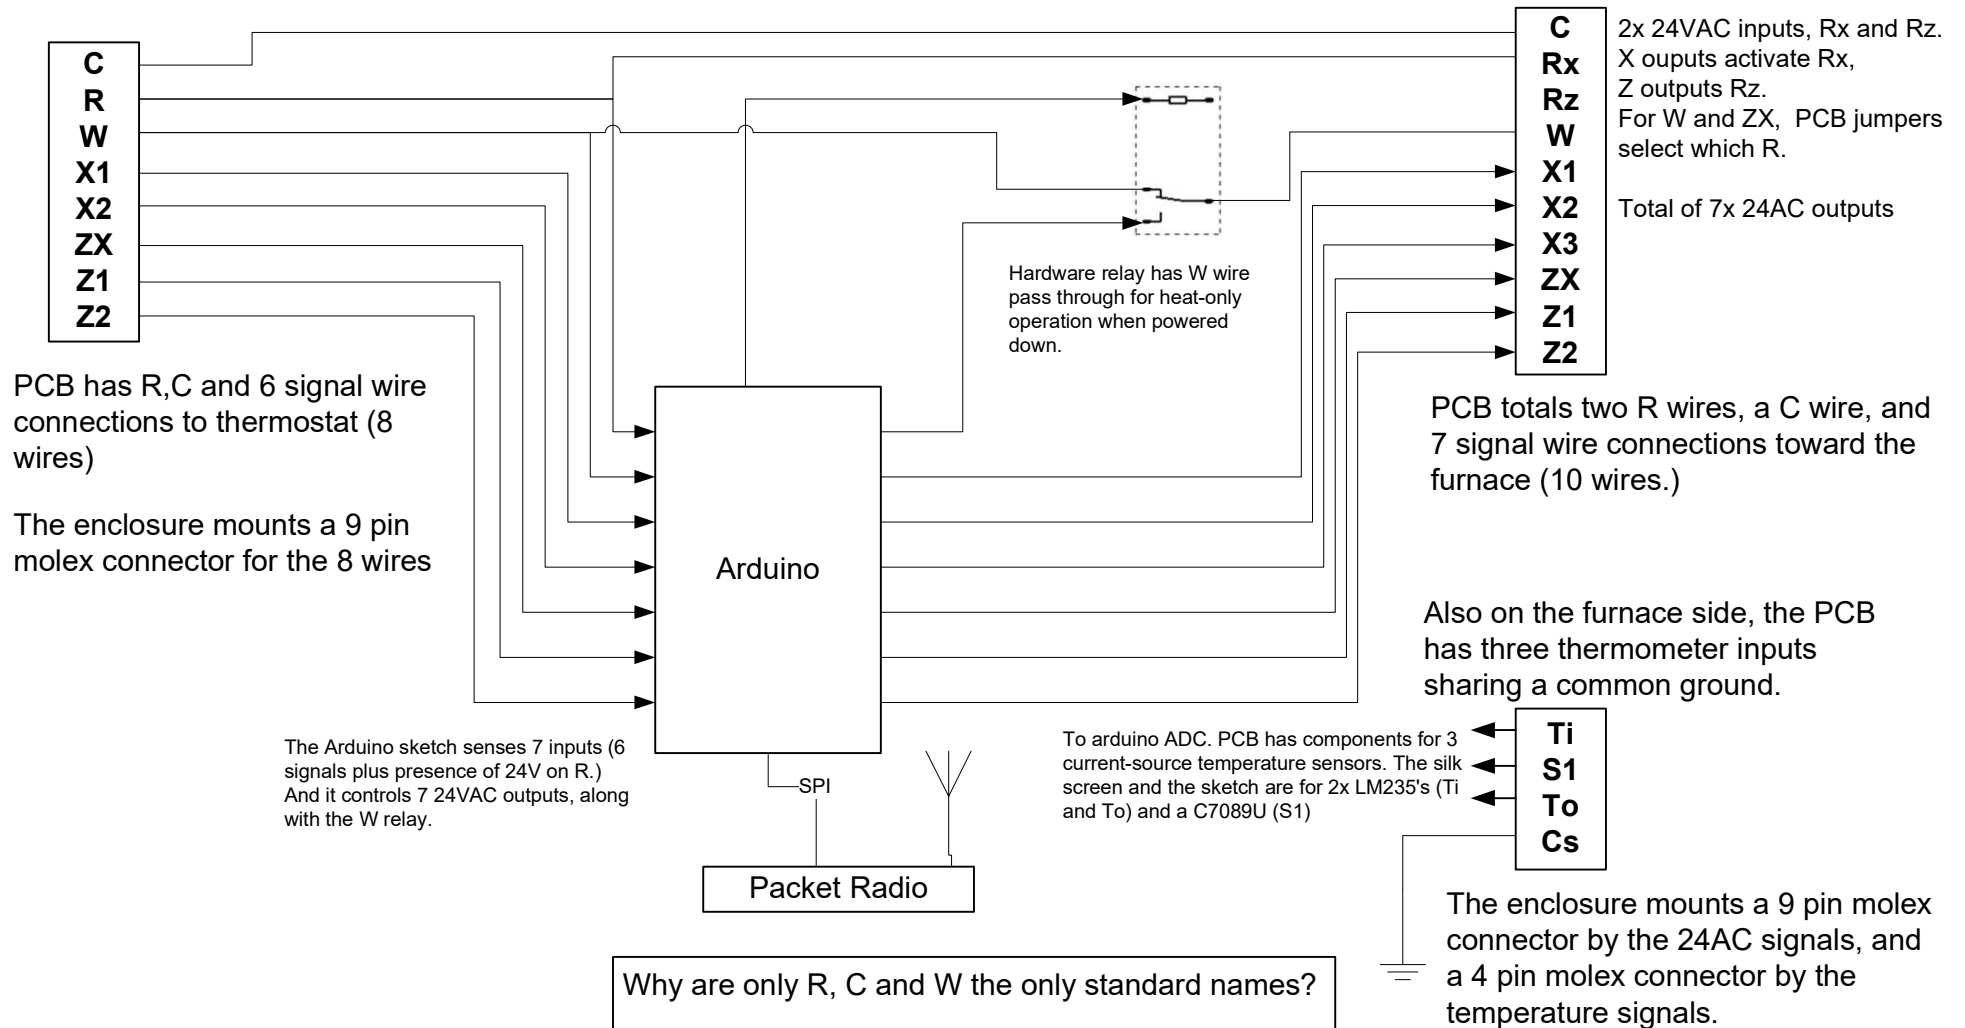 C
R
W
X1
X2
ZX
Z1
Z2
PCB has R,C and 6 signal wire
connections to thermostat (8
wires)
The enclosure mounts a 9 pin
molex connector for the 8 wires
The Arduino sketch senses 7 inputs (6
signals plus presence of 24V on R.)
And it controls 7 24VAC outputs, along
with the W relay.
Arduino
SPI
Packet Radio
Hardware relay has W wire
pass through for heat-only
operation when powered
down.
C
Rx
Rz
W
X1
X2
X3
ZX
Z1
Z2
2x 24VAC inputs, Rx and Rz.
X ouputs activate Rx,
Z outputs Rz.
For W and ZX, PCB jumpers
select which R.
Total of 7x 24AC outputs
PCB totals two R wires, a C wire, and
7 signal wire connections toward the
furnace (10 wires.)
Also on the furnace side, the PCB
has three thermometer inputs
sharing a common ground.
To arduino ADC. PCB has components for 3
current-source temperature sensors. The silk
screen and the sketch are for 2x LM235's (Ti
and To) and a C7089U (S1)
Ti
S1
To
Cs
The enclosure mounts a 9 pin molex
connector by the 24AC signals, and
a 4 pin molex connector by the
temperature signals.
Why are only R, C and W the only standard names?